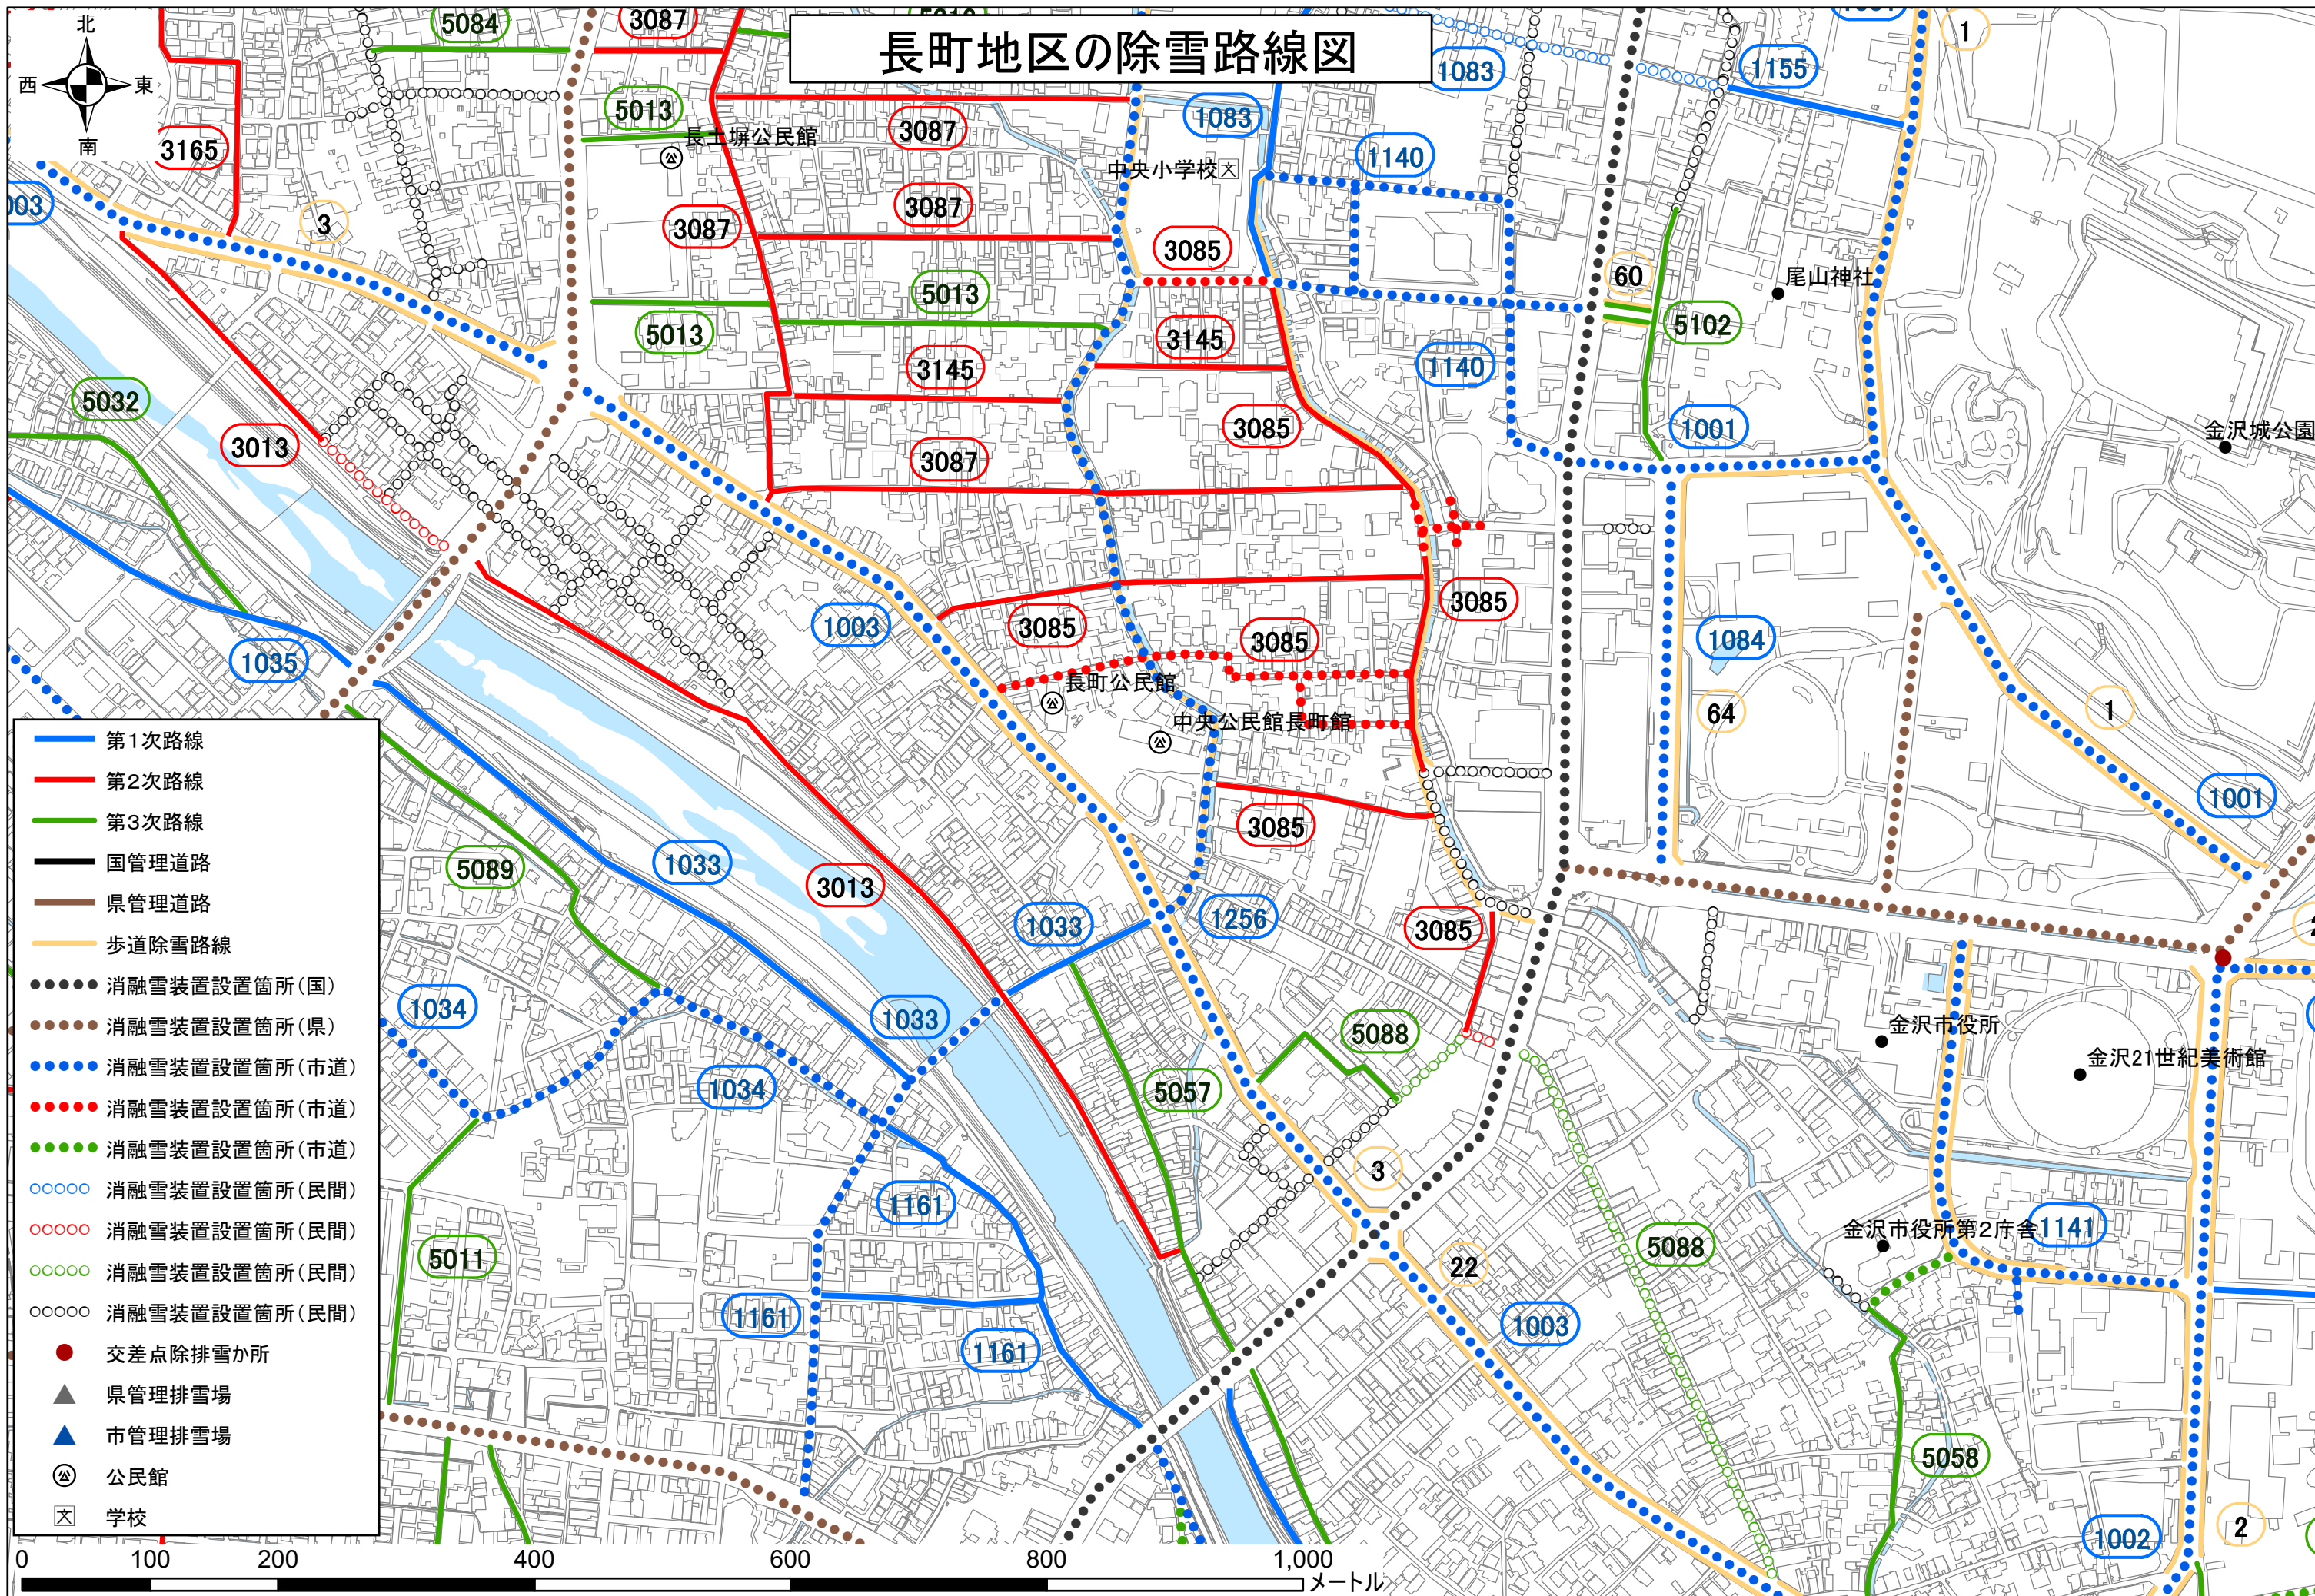 長町地区の除雪路線図
北
西 東
南
5084
3087
1
5013
3087
1083
1083
1155
3165
長土塀公民館
中央小学校
文
1140
3
3087
3087
3085
60
尾山神社
5013
5013
3145
3145
5102
1140
5032
3013
3087
3085
1001
金沢城公園
1003
3085
3085
3085
1084
1035
長町公民館
中央公民館長町館
64
1
1001
5089
1033
3013
3085
1033
1256
3085
1034
1033
金沢市役所
金沢21世紀美術館
1034
5057
5088
1161
3
5088
金沢市役所第2庁舎
1141
5011
22
1161
1161
1003
5058
1002
2
第1次路線
第2次路線
第3次路線
国管理道路
県管理道路
歩道除雪路線
消融雪装置設置箇所(国)
消融雪装置設置箇所(県)
消融雪装置設置箇所(市道)
消融雪装置設置箇所(市道)
消融雪装置設置箇所(市道)
消融雪装置設置箇所(民間)
消融雪装置設置箇所(民間)
消融雪装置設置箇所(民間)
消融雪装置設置箇所(民間)
交差点除排雪か所
県管理排雪場
市管理排雪場
公民館
文 学校
0 100 200 400 600 800 1,000
メートル